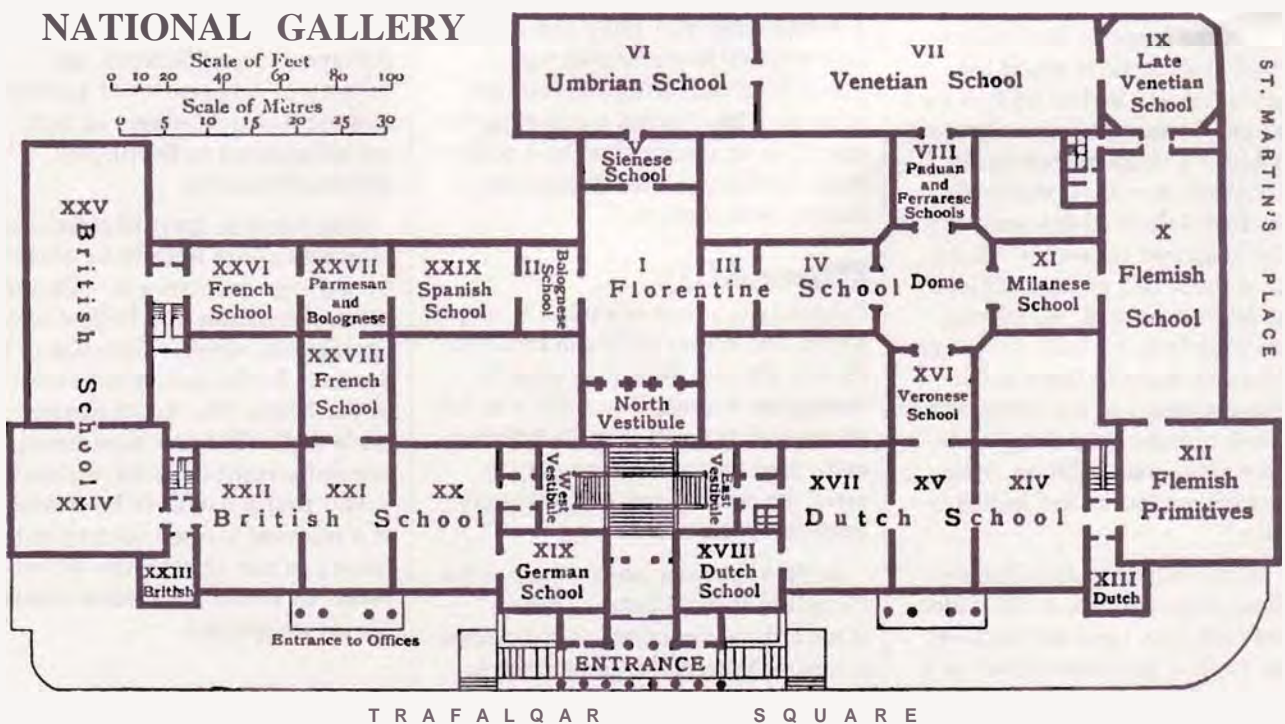 NATIONAL GALLERY
Scale of Feet
0 10 20 40 60 80 100
Scale of Metres
0 5 10 15 20 25 30
VI
Umbrian School
VII
Venetian School
IX
Late
Venetian
School
ST. MARTIN'S PLACE
V
Sienese
School
VIII
Paduan
and
Ferrarese
Schools
XXV
British School
XXIV
XXVI
French
School
XXVII
Parmesan
and
Bolognese
XXIX
Spanish
School
II
Bolognese
School
I III IV
Florentine School
Dome
XI
Milanese
School
X
Flemish
School
XXVIII
French
School
North
Vestibule
XVI
Veronese
School
XXII XXI XX
British School
West
Vestibule
East
Vestibule
XVII XV XIV
Dutch School
XII
Flemish
Primitives
XXIII
British
XIX
German
School
XVIII
Dutch
School
XIII
Dutch
Entrance to Offices
ENTRANCE
TRAFALQAR SQUARE